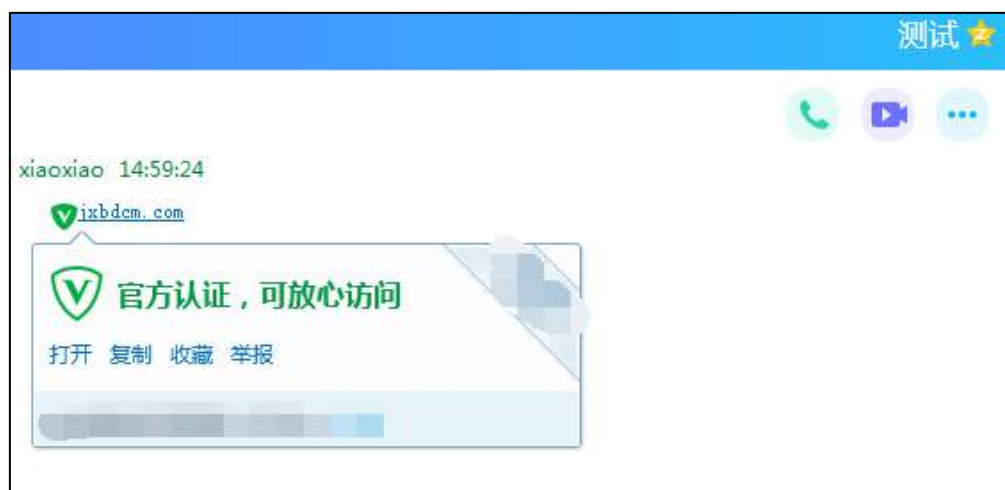 测试
xiaoxiao 14:59:24
jxbdcm.com
官方认证，可放心访问
打开 复制 收藏 举报